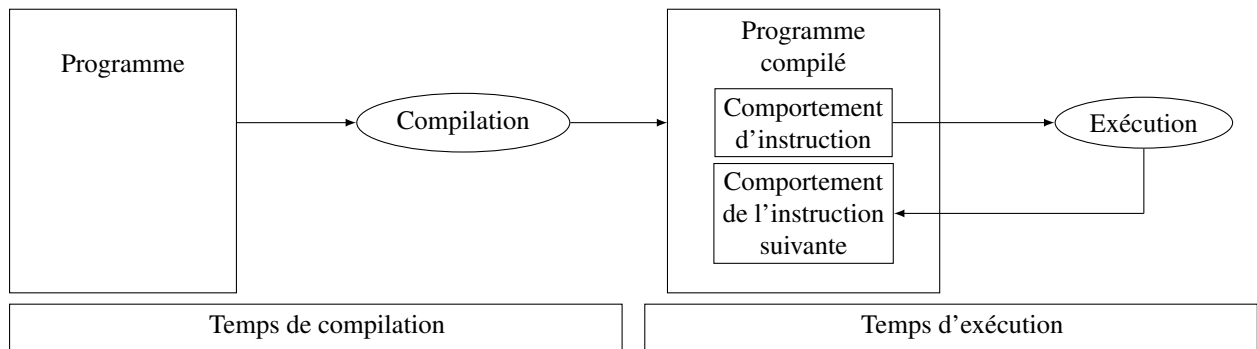 Programme
Compilation
Programme
compilé
Comportement
d'instruction
Comportement
de l'instruction
suivante
Exécution
Temps de compilation
Temps d'exécution